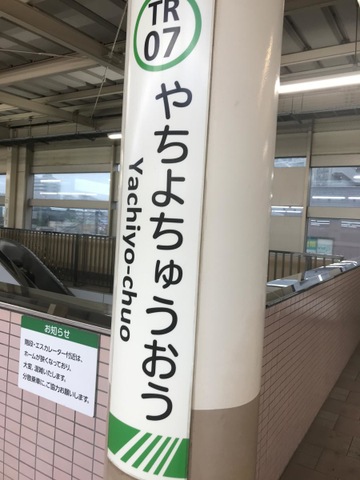 TR
07
やちよちゅうおう
Yachiyo-chuo
お知らせ
階段・エスカレーター付近は、
ホームが狭くなっており、
大変、混雑いたします。
分散乗車に、ご協力お願いします。